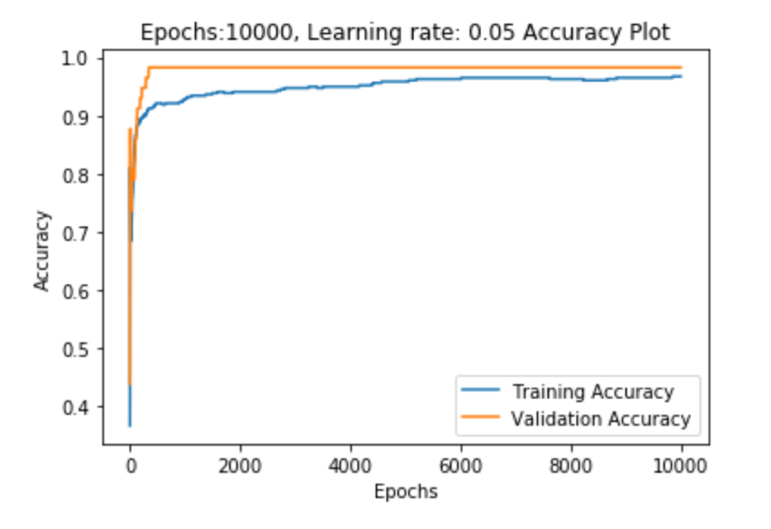 Epochs:10000, Learning rate: 0.05 Accuracy Plot
1.0
0.9
0.8
0.7
0.6
0.5
0.4
Accuracy
Training Accuracy
Validation Accuracy
0 2000 4000 6000 8000 10000
Epochs